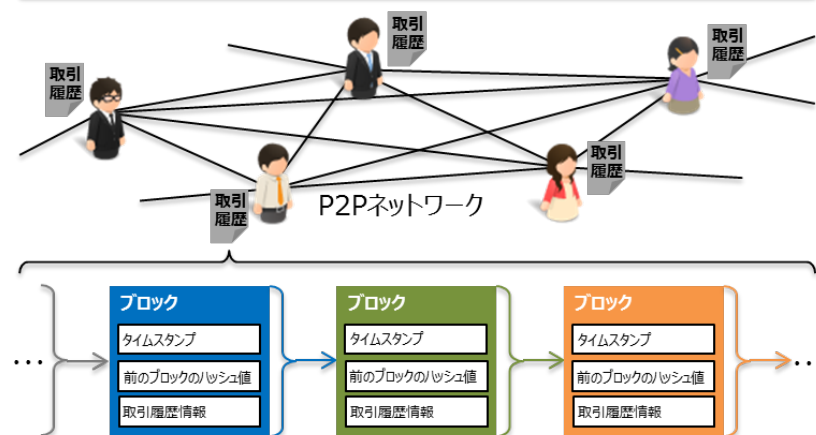 取引
履歴
取引
履歴
取引
履歴
取引
履歴
取引
履歴
P2Pネットワーク
...
ブロック
タイムスタンプ
前のブロックのハッシュ値
取引履歴情報
ブロック
タイムスタンプ
前のブロックのハッシュ値
取引履歴情報
ブロック
タイムスタンプ
前のブロックのハッシュ値
取引履歴情報
..